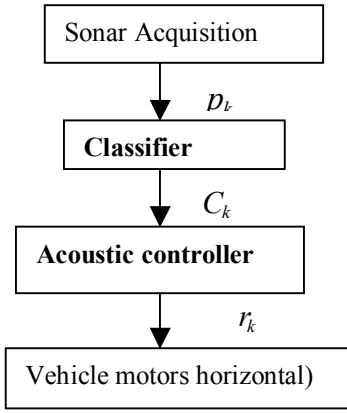 Sonar Acquisition
p_k
Classifier
C_k
Acoustic controller
r_k
Vehicle motors horizontal)